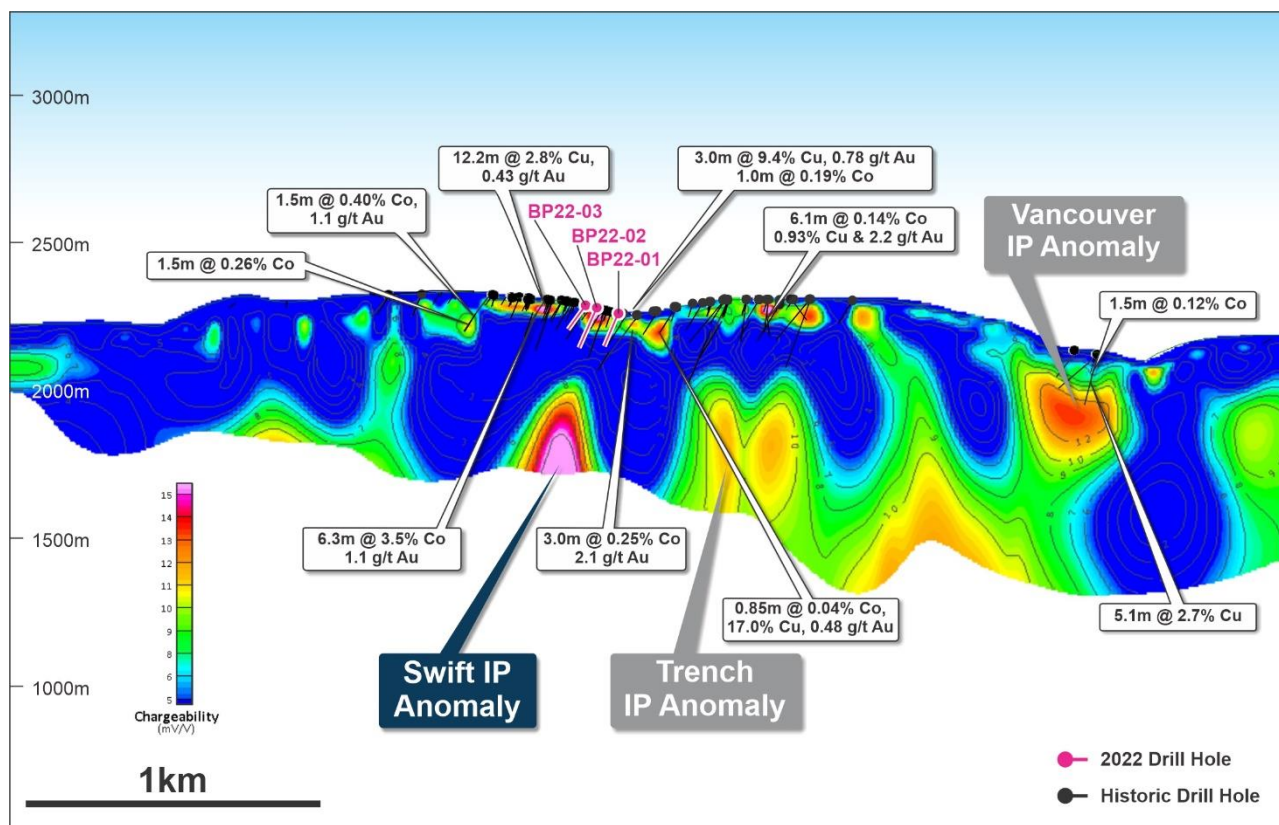 3000m
2500m
2000m
1500m
1000m
12.2m @ 2.8% Cu,
0.43 g/t Au
3.0m @ 9.4% Cu, 0.78 g/t Au
1.0m @ 0.19% Co
1.5m @ 0.40% Co,
1.1 g/t Au
BP22-03
BP22-02
BP22-01
6.1m @ 0.14% Co
0.93% Cu & 2.2 g/t Au
Vancouver
IP Anomaly
1.5m @ 0.26% Co
1.5m @ 0.12% Co
6.3m @ 3.5% Co
1.1 g/t Au
3.0m @ 0.25% Co
2.1 g/t Au
0.85m @ 0.04% Co,
17.0% Cu, 0.48 g/t Au
5.1m @ 2.7% Cu
Swift IP
Anomaly
Trench
IP Anomaly
15
14
13
12
11
10
9
8
6
5
Chargeability
(mV/V)
1km
2022 Drill Hole
Historic Drill Hole